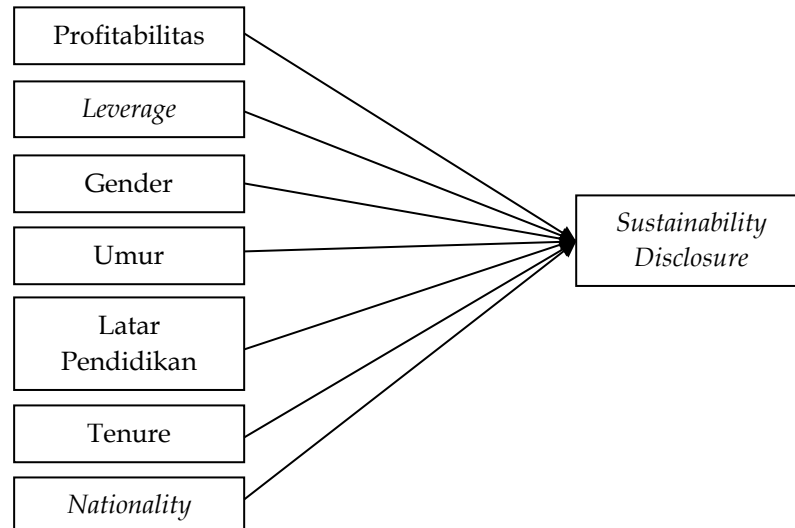 Profitabilitas
Leverage
Gender
Umur
Latar
Pendidikan
Tenure
Nationality
Sustainability
Disclosure